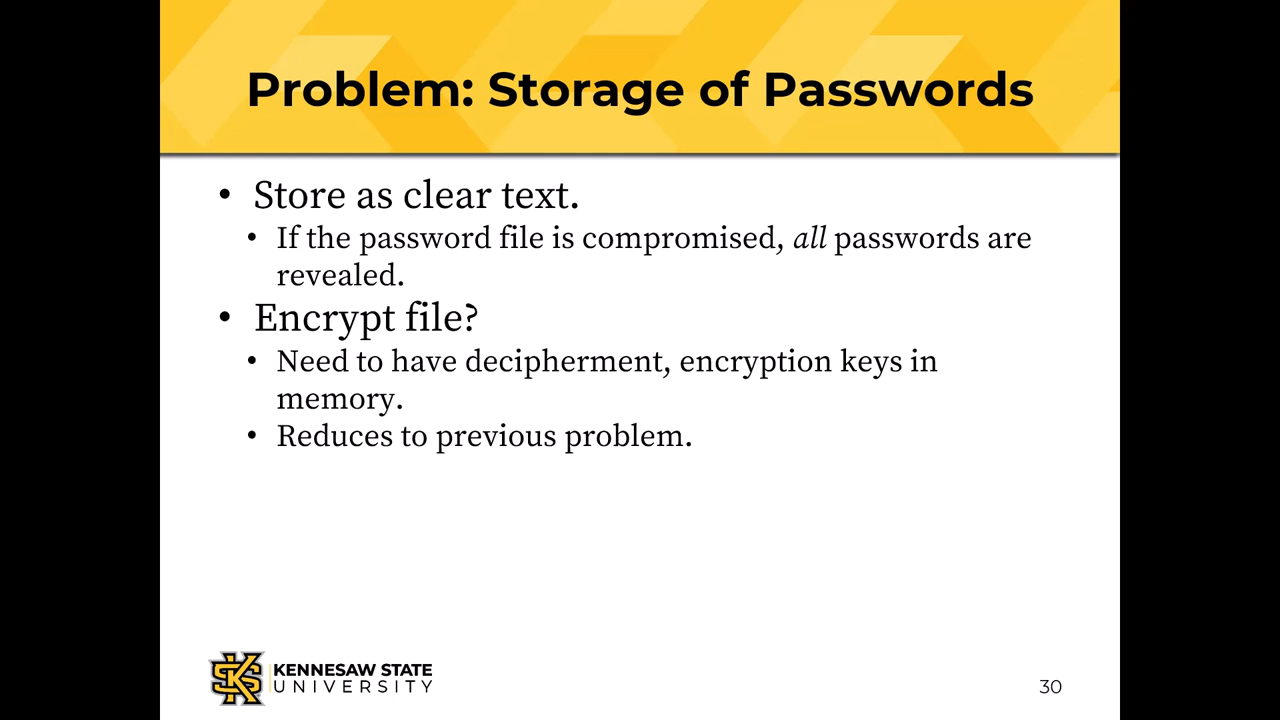 Problem: Storage of Passwords
• Store as clear text.
• If the password file is compromised, all passwords are
revealed.
• Encrypt file?
• Need to have decipherment, encryption keys in
memory.
• Reduces to previous problem.
KENNESAW STATE
UNIVERSITY
30